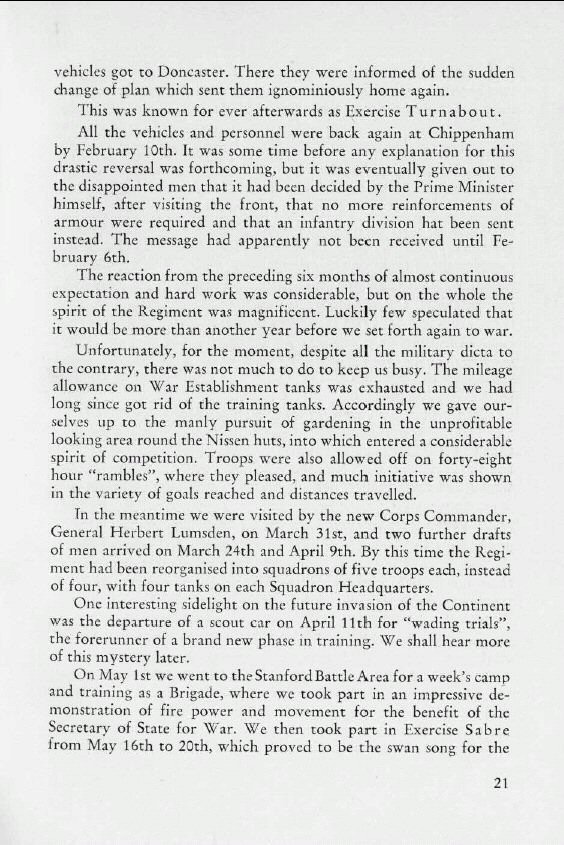 vehicles got to Doncaster. There they were informed of the sudden
change of plan which sent them ignominiously home again.
This was known for ever afterwards as Exercise Turnabout.
All the vehicles and personnel were back again at Chippenham
by February 10th. It was some time before any explanation for this
drastic reversal was forthcoming, but it was eventually given out to
the disappointed men that it had been decided by the Prime Minister
himself, after visiting the front, that no more reinforcements of
armour were required and that an infantry division hat been sent
instead. The message had apparently not been received until Fe-
bruary 6th.
The reaction from the preceding six months of almost continuous
expectation and hard work was considerable, but on the whole the
spirit of the Regiment was magnificent. Luckily few speculated that
it would be more than another year before we set forth again to war.
Unfortunately, for the moment, despite all the military dicta to
the contrary, there was not much to do to keep us busy. The mileage
allowance on War Establishment tanks was exhausted and we had
long since got rid of the training tanks. Accordingly we gave our-
selves up to the manly pursuit of gardening in the unprofitable
looking area round the Nissen huts, into which entered a considerable
spirit of competition. Troops were also allowed off on forty-eight
hour "rambles", where they pleased, and much initiative was shown
in the variety of goals reached and distances travelled.
In the meantime we were visited by the new Corps Commander,
General Herbert Lumsden, on March 31st, and two further drafts
of men arrived on March 24th and April 9th. By this time the Regi-
ment had been reorganised into squadrons of five troops each, instead
of four, with four tanks on each Squadron Headquarters.
One interesting sidelight on the future invasion of the Continent
was the departure of a scout car on April 11th for "wading trials",
the forerunner of a brand new phase in training. We shall hear more
of this mystery later.
On May 1st we went to the Stanford Battle Area for a week's camp
and training as a Brigade, where we took part in an impressive de-
monstration of fire power and movement for the benefit of the
Secretary of State for War. We then took part in Exercise Sabre
from May 16th to 20th, which proved to be the swan song for the
21